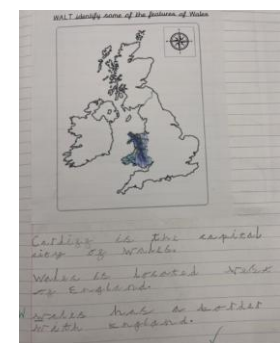 WALT identify some of the features of Wales
Cardiff is the capital
city of Wales.
Wales is located west
of England.
Wales has a border
with england.